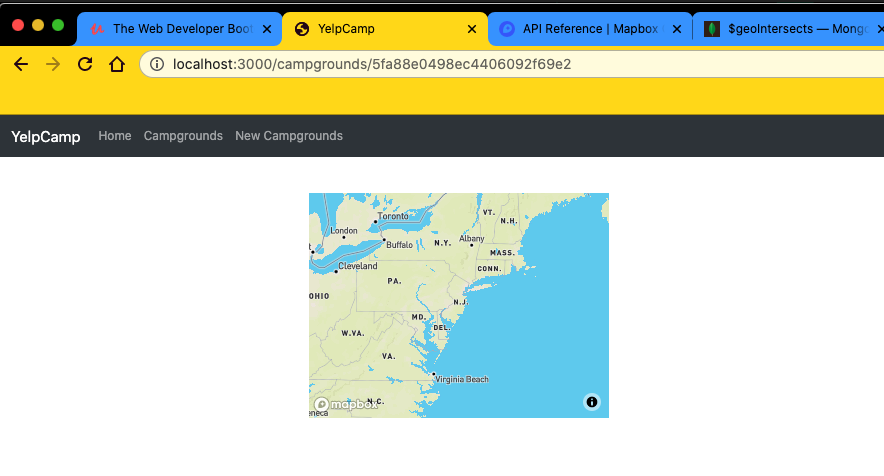 The Web Developer Boot
YelpCamp
API Reference | Mapbox
$geoIntersects — Mong
localhost:3000/campgrounds/5fa88e0498ec4406092f69e2
YelpCamp Home Campgrounds New Campgrounds
VT.
Toronto
N.H.
London
Albany
N.Y.
Buffalo
MASS.
Cleveland
CONN.
PA.
OHIO
N.J.
MD.
DEL.
W.VA.
VA.
Virginia Beach
mapbox
N.C.
eneca